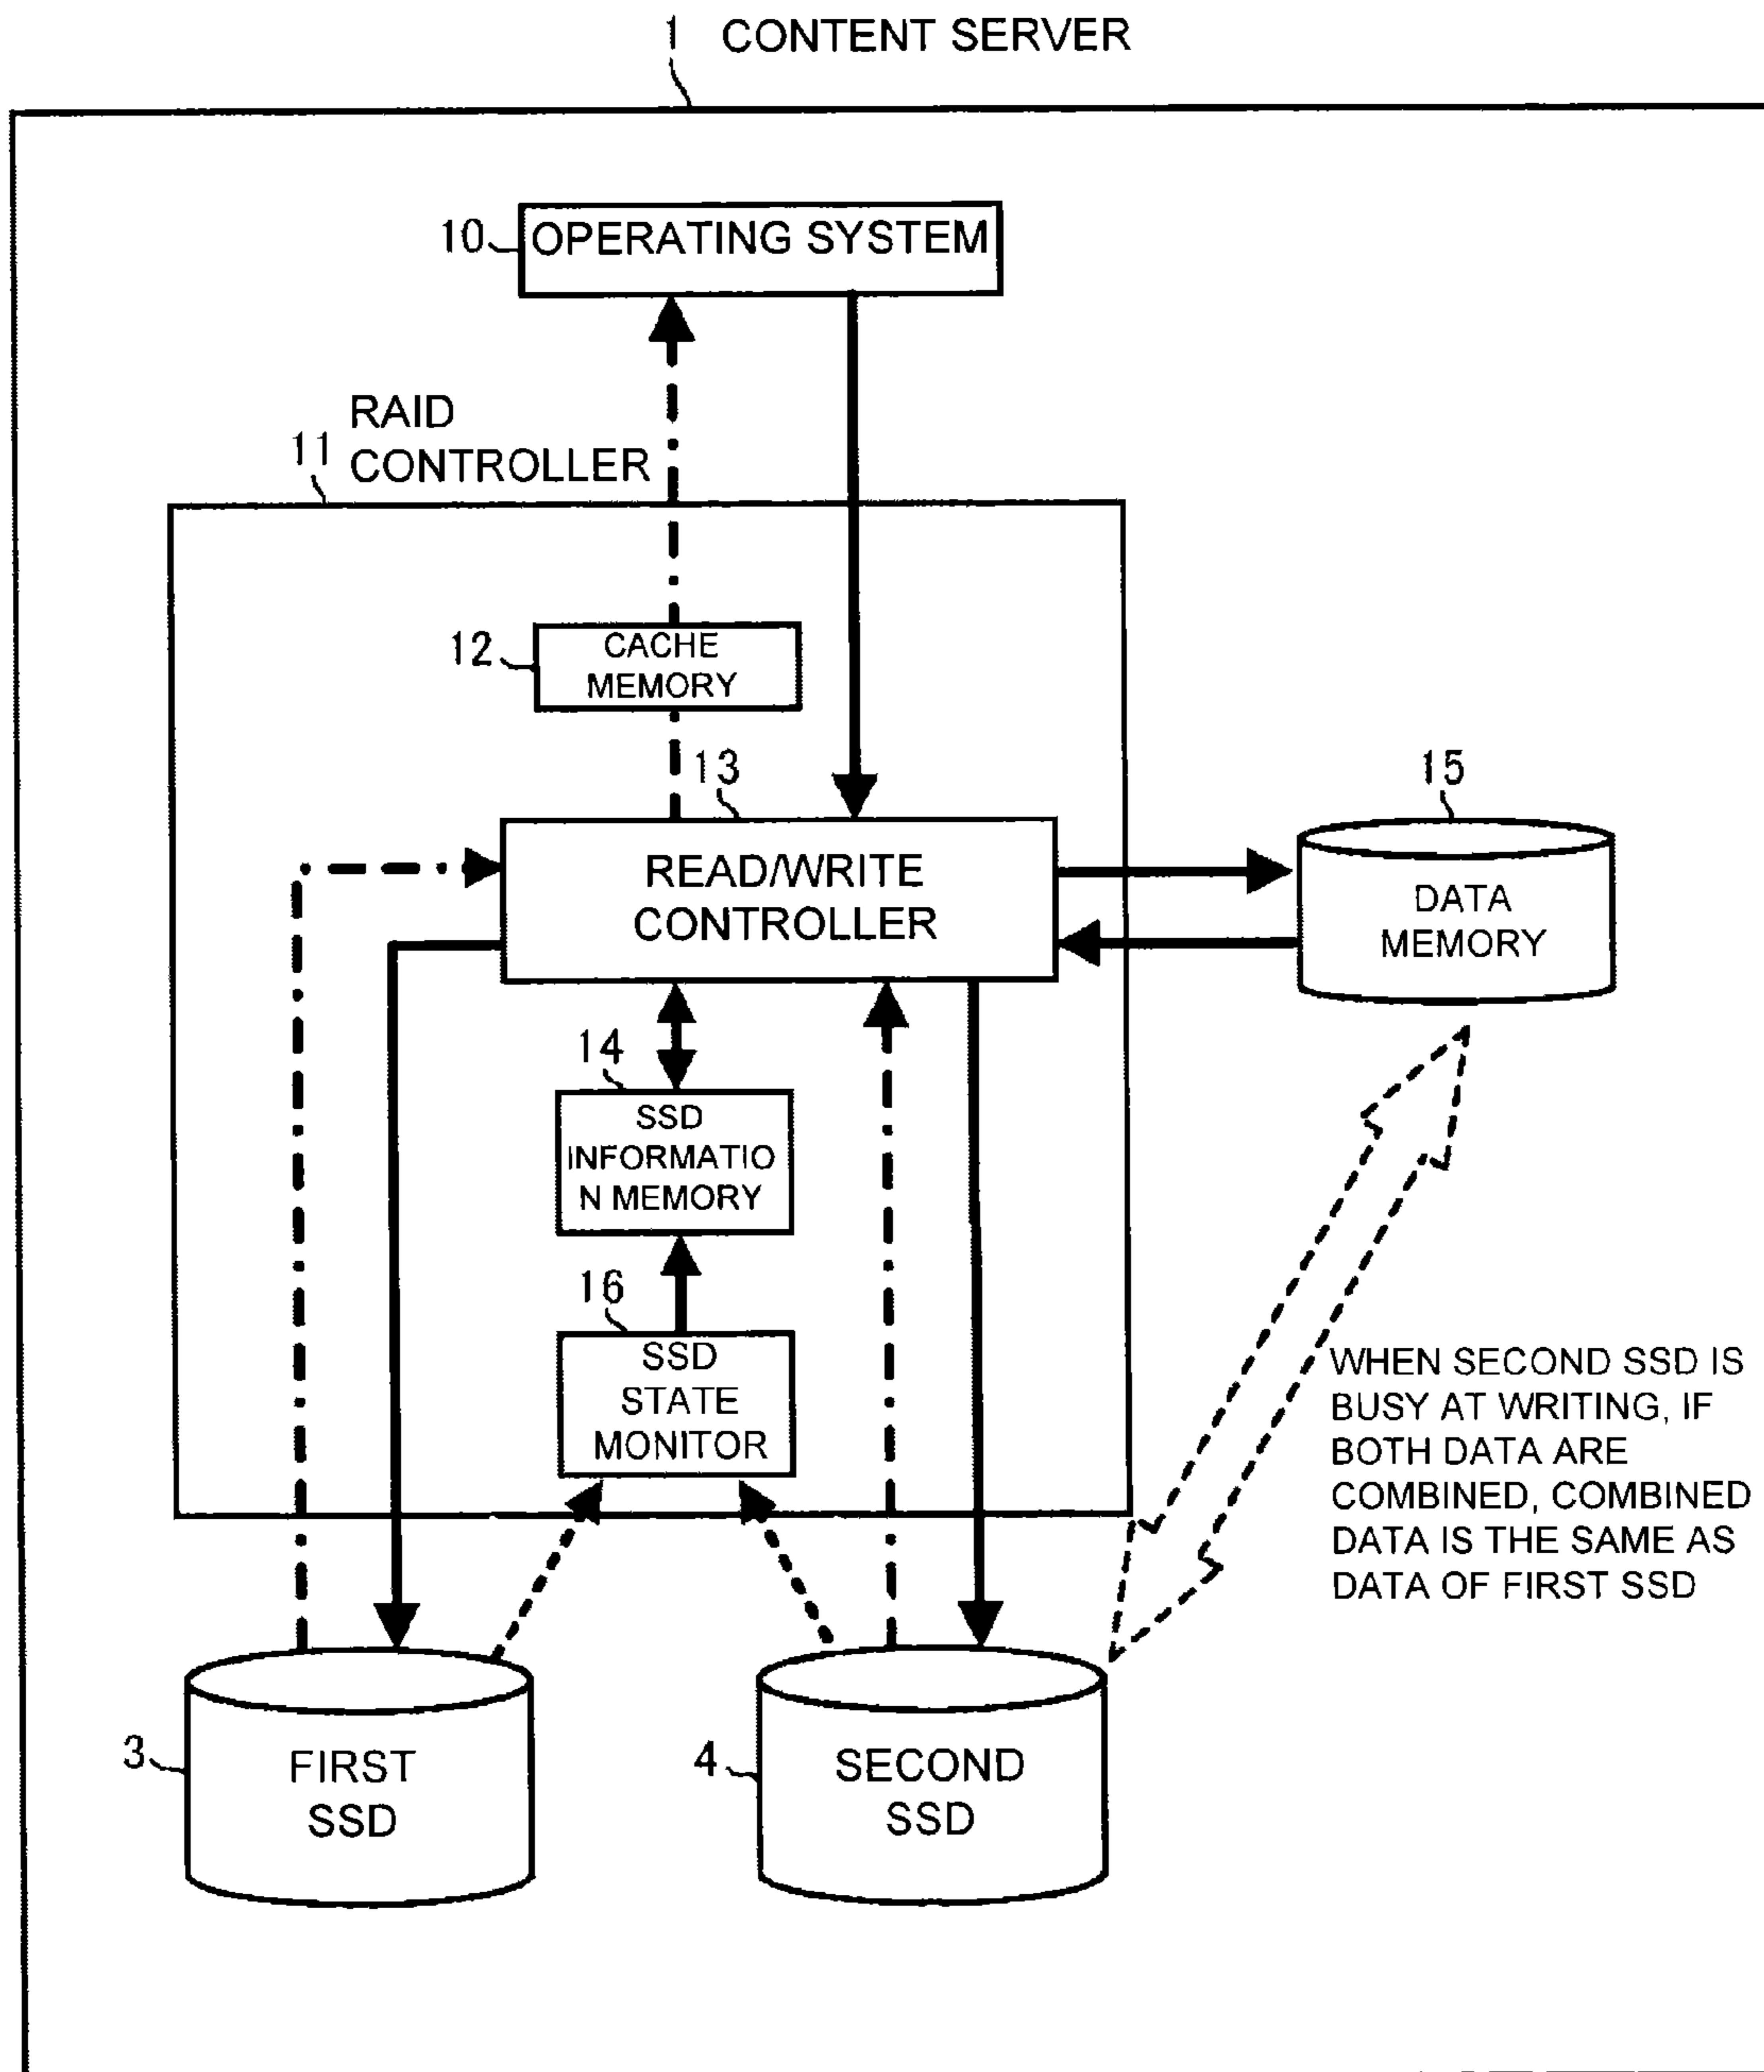 1 CONTENT SERVER
10 OPERATING SYSTEM
RAID
11 CONTROLLER
12 CACHE
MEMORY
13
READ/WRITE
CONTROLLER
15
DATA
MEMORY
14
SSD
INFORMATIO
N MEMORY
16
SSD
STATE
MONITOR
WHEN SECOND SSD IS
BUSY AT WRITING, IF
BOTH DATA ARE
COMBINED, COMBINED
DATA IS THE SAME AS
DATA OF FIRST SSD
3 FIRST
SSD
4 SECOND
SSD